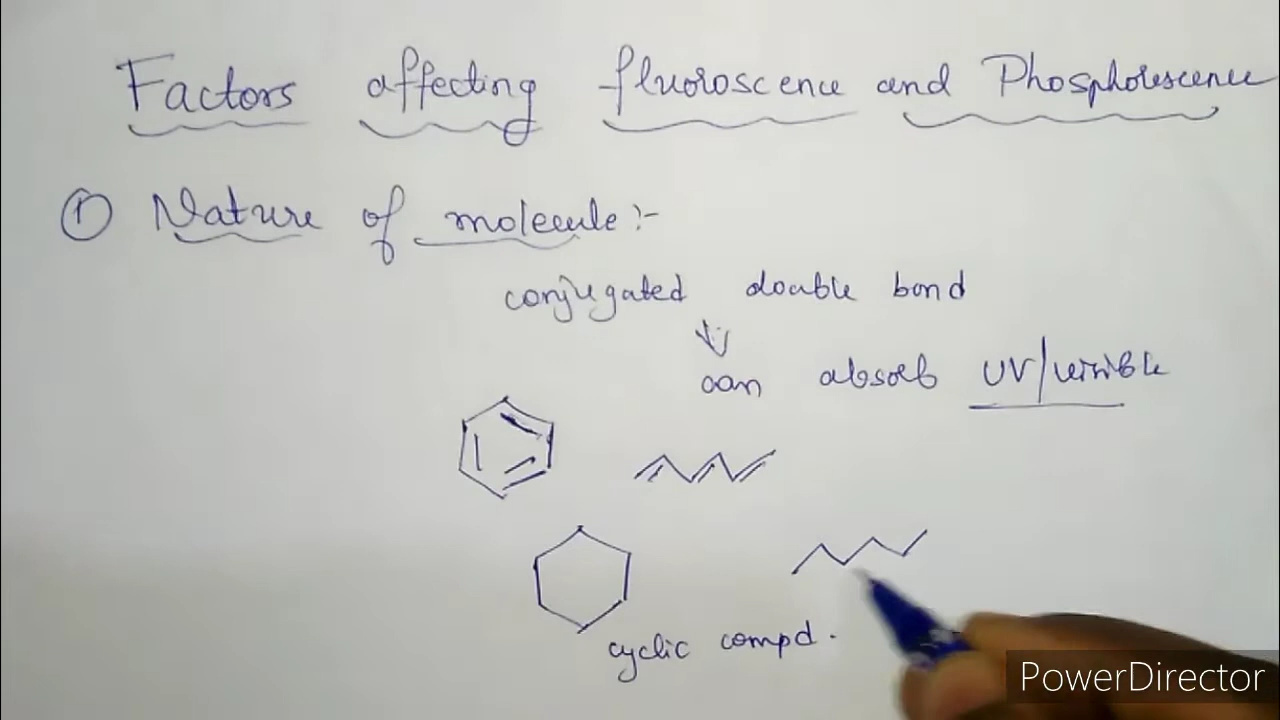 Factors affecting fluoroscence and Phosphorescence
① Nature of molecule :-
conjugated double bond
can absorb UV/visible
cyclic compd.
PowerDirector